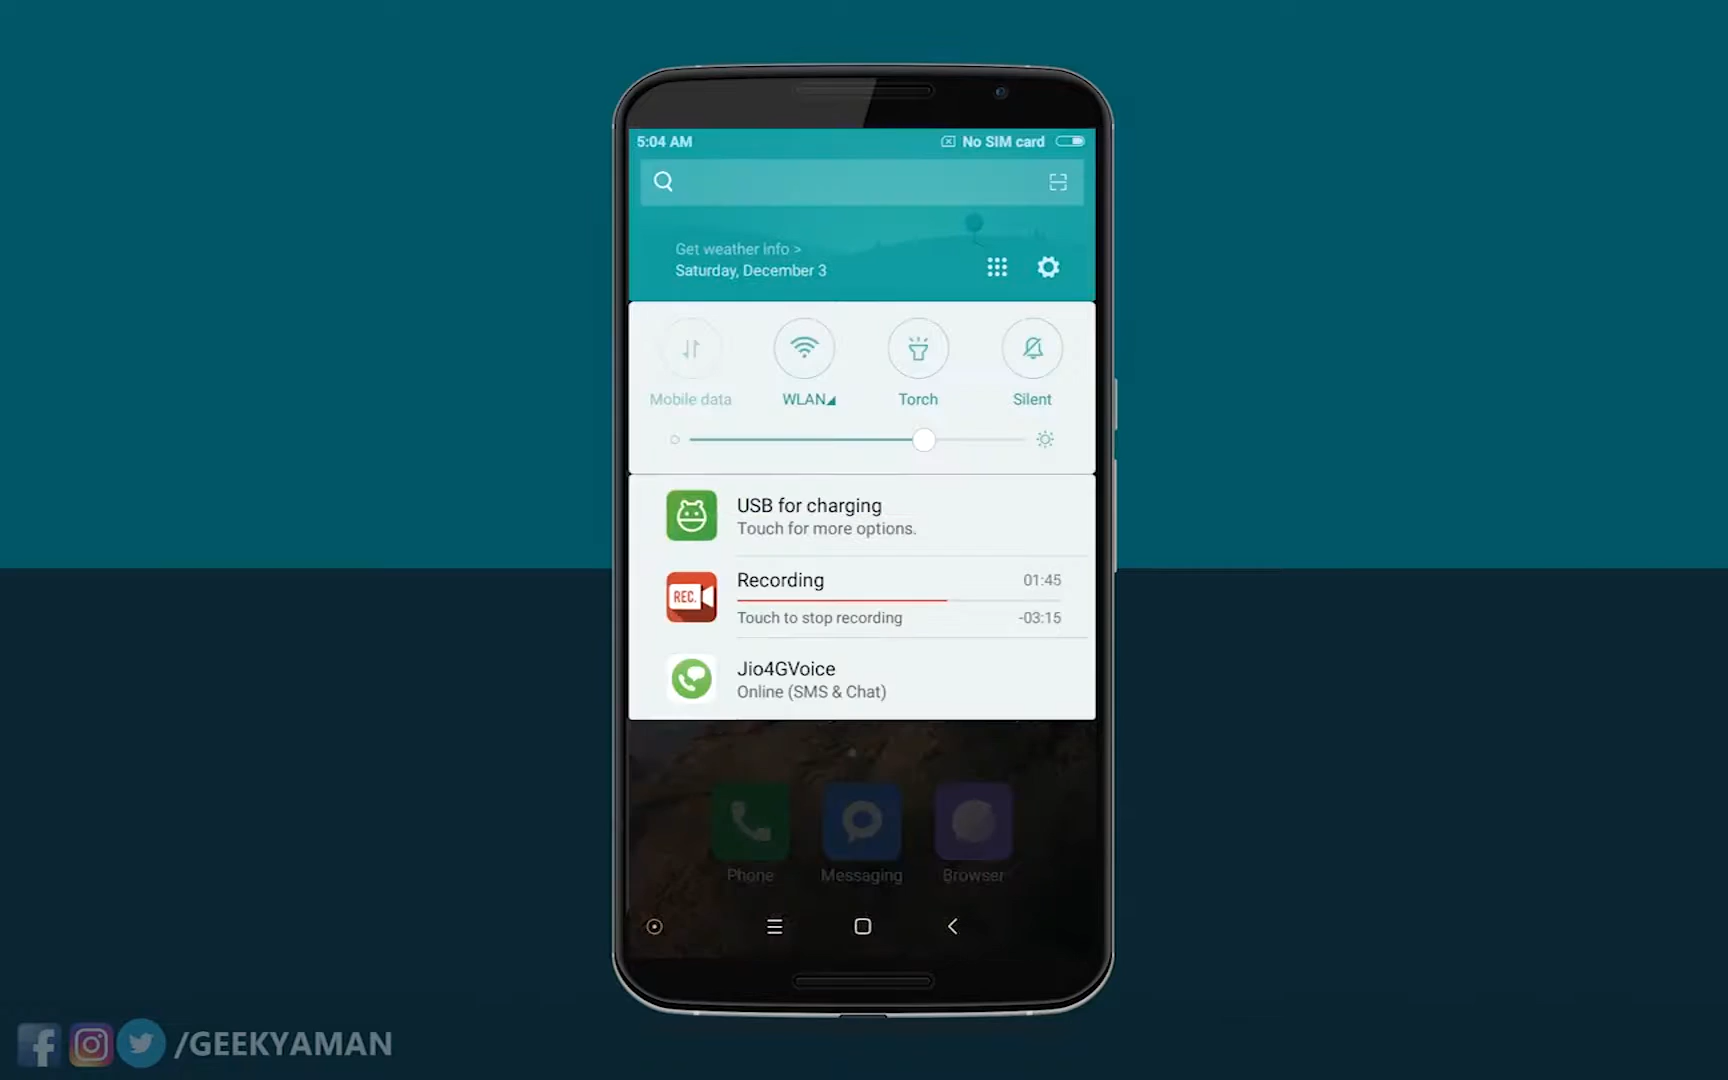 5:04 AM
No SIM card
Get weather info >
Saturday, December 3
Mobile data
WLAN
Torch
Silent
USB for charging
Touch for more options.
REC.
Recording
01:45
Touch to stop recording
-03:15
Jio4GVoice
Online (SMS & Chat)
Phone
Messaging
Browser
/GEEKYAMAN